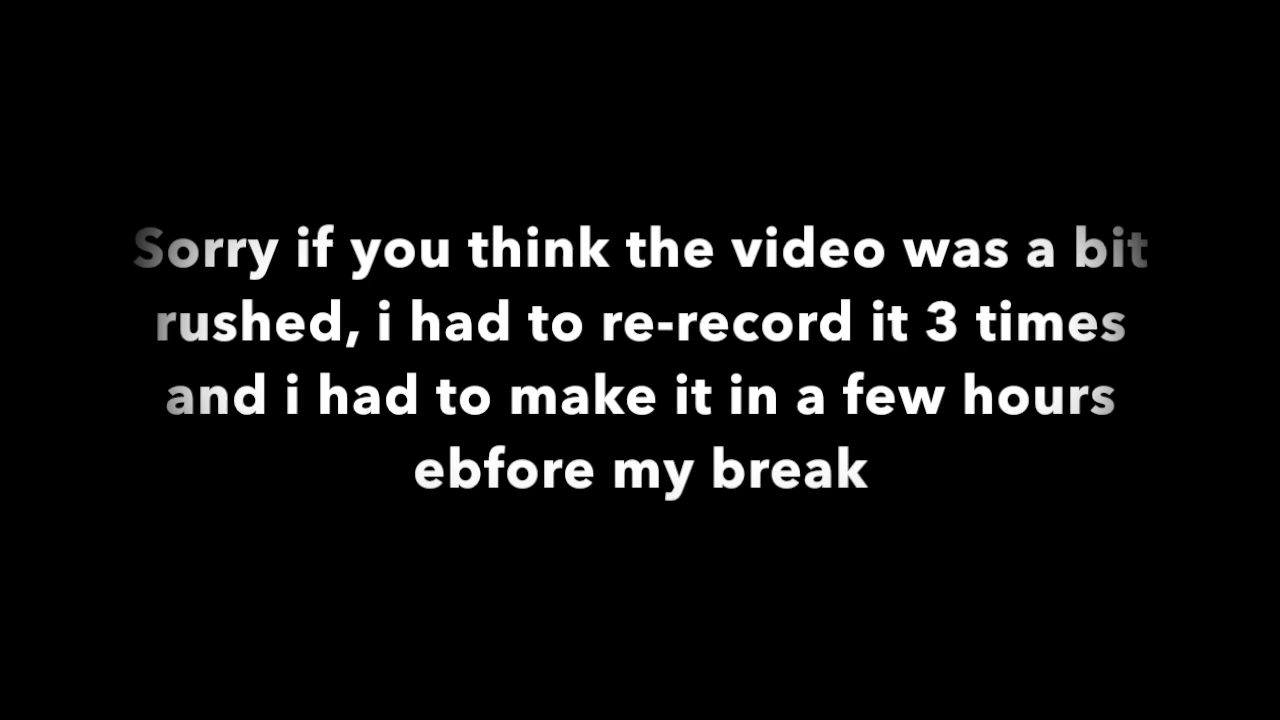 Sorry if you think the video was a bit
rushed, i had to re-record it 3 times
and i had to make it in a few hours
ebfore my break